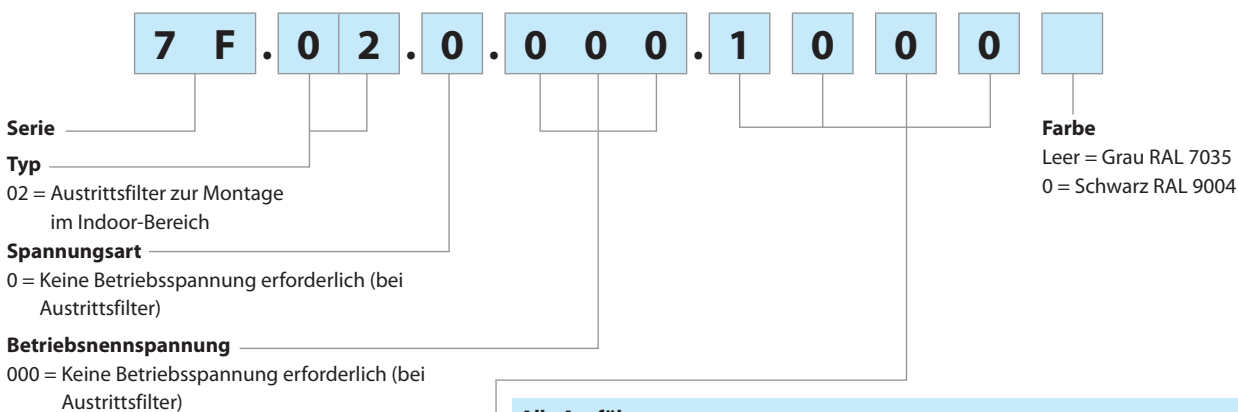 7 F . 0 2 . 0 . 0 0 0 . 1 0 0 0
Serie
Typ
02 = Austrittsfilter zur Montage
im Indoor-Bereich
Spannungsart
0 = Keine Betriebsspannung erforderlich (bei
Austrittsfilter)
Betriebsnennspannung
000 = Keine Betriebsspannung erforderlich (bei
Austrittsfilter)
Farbe
Leer = Grau RAL 7035
0 = Schwarz RAL 9004